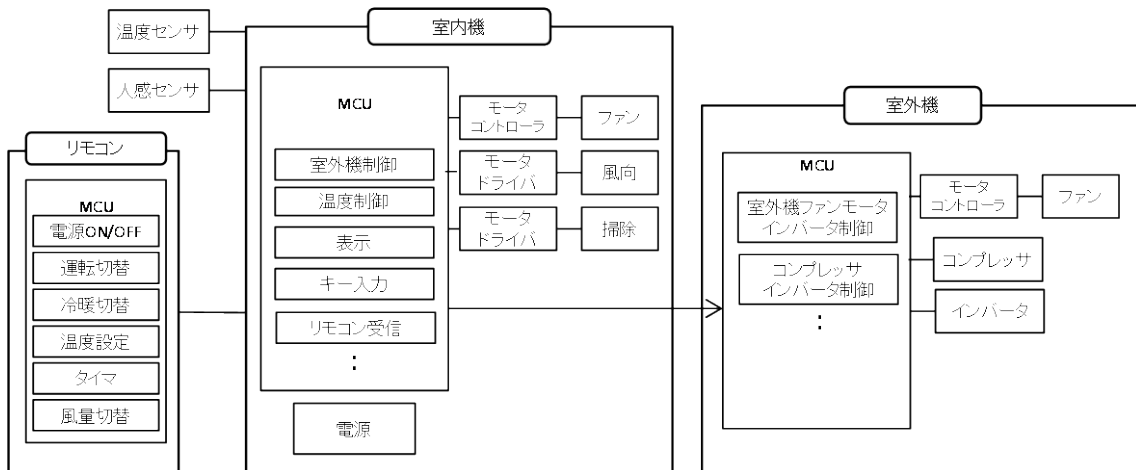 温度センサ
人感センサ
リモコン
MCU
電源ON/OFF
運転切替
冷暖切替
温度設定
タイマ
風量切替
室内機
MCU
室外機制御
温度制御
表示
キー入力
リモコン受信
:
電源
モータ
コントローラ
ファン
モータ
ドライバ
風向
モータ
ドライバ
掃除
室外機
MCU
室外機ファンモータ
インバータ制御
コンプレッサ
インバータ制御
:
モータ
コントローラ
ファン
コンプレッサ
インバータ